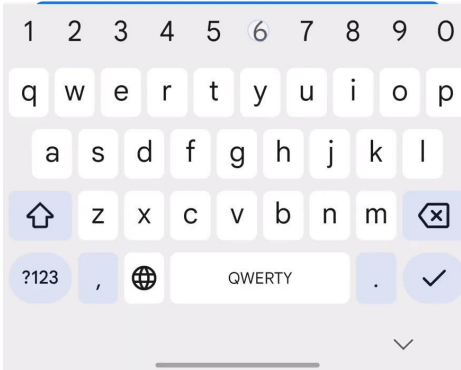 1 2 3 4 5 6 7 8 9 0
q w e r t y u i o p
a s d f g h j k l
z x c v b n m
?123 , QWERTY .